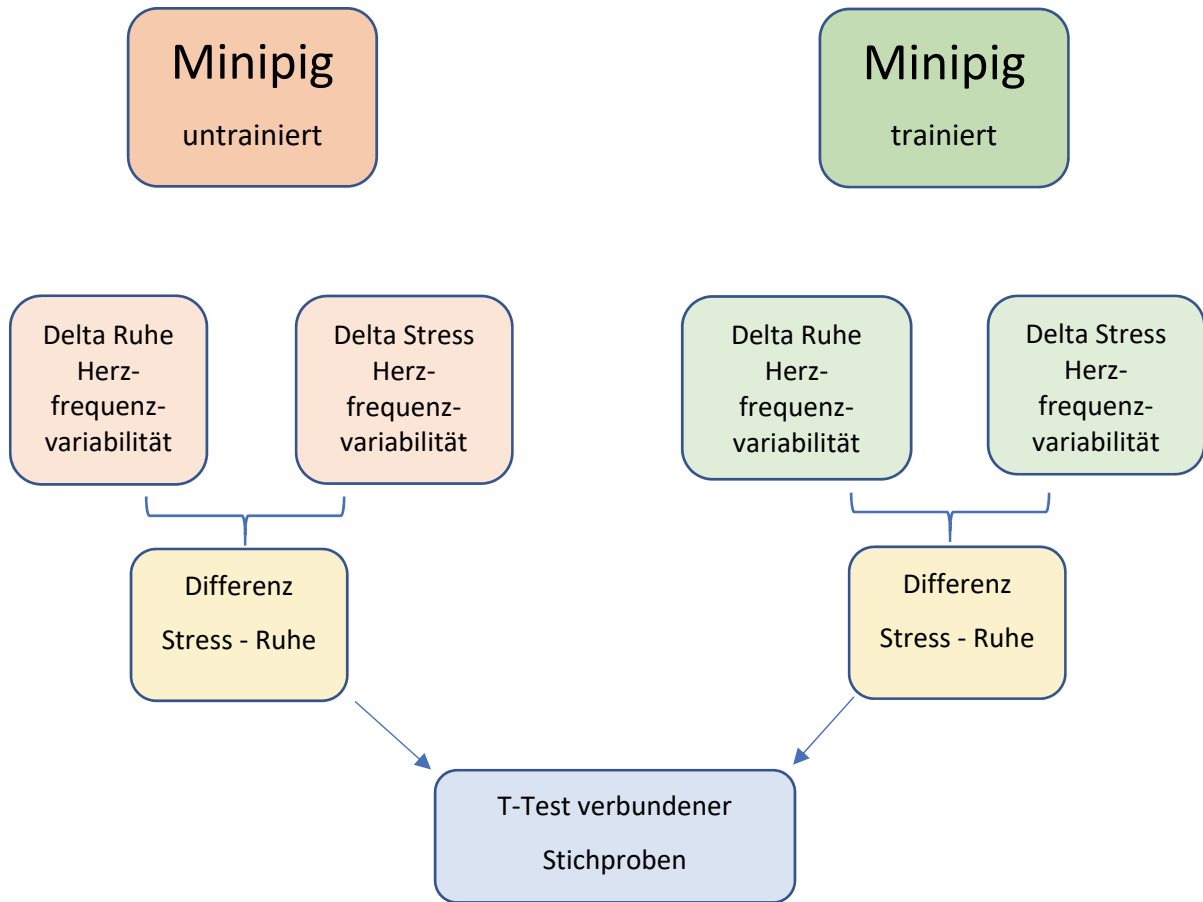 Minipig
untrainiert
Minipig
trainiert
Delta Ruhe
Herz-
frequenz-
variabilität
Delta Stress
Herz-
frequenz-
variabilität
Delta Ruhe
Herz-
frequenz-
variabilität
Delta Stress
Herz-
frequenz-
variabilität
Differenz
Stress - Ruhe
Differenz
Stress - Ruhe
T-Test verbundener
Stichproben